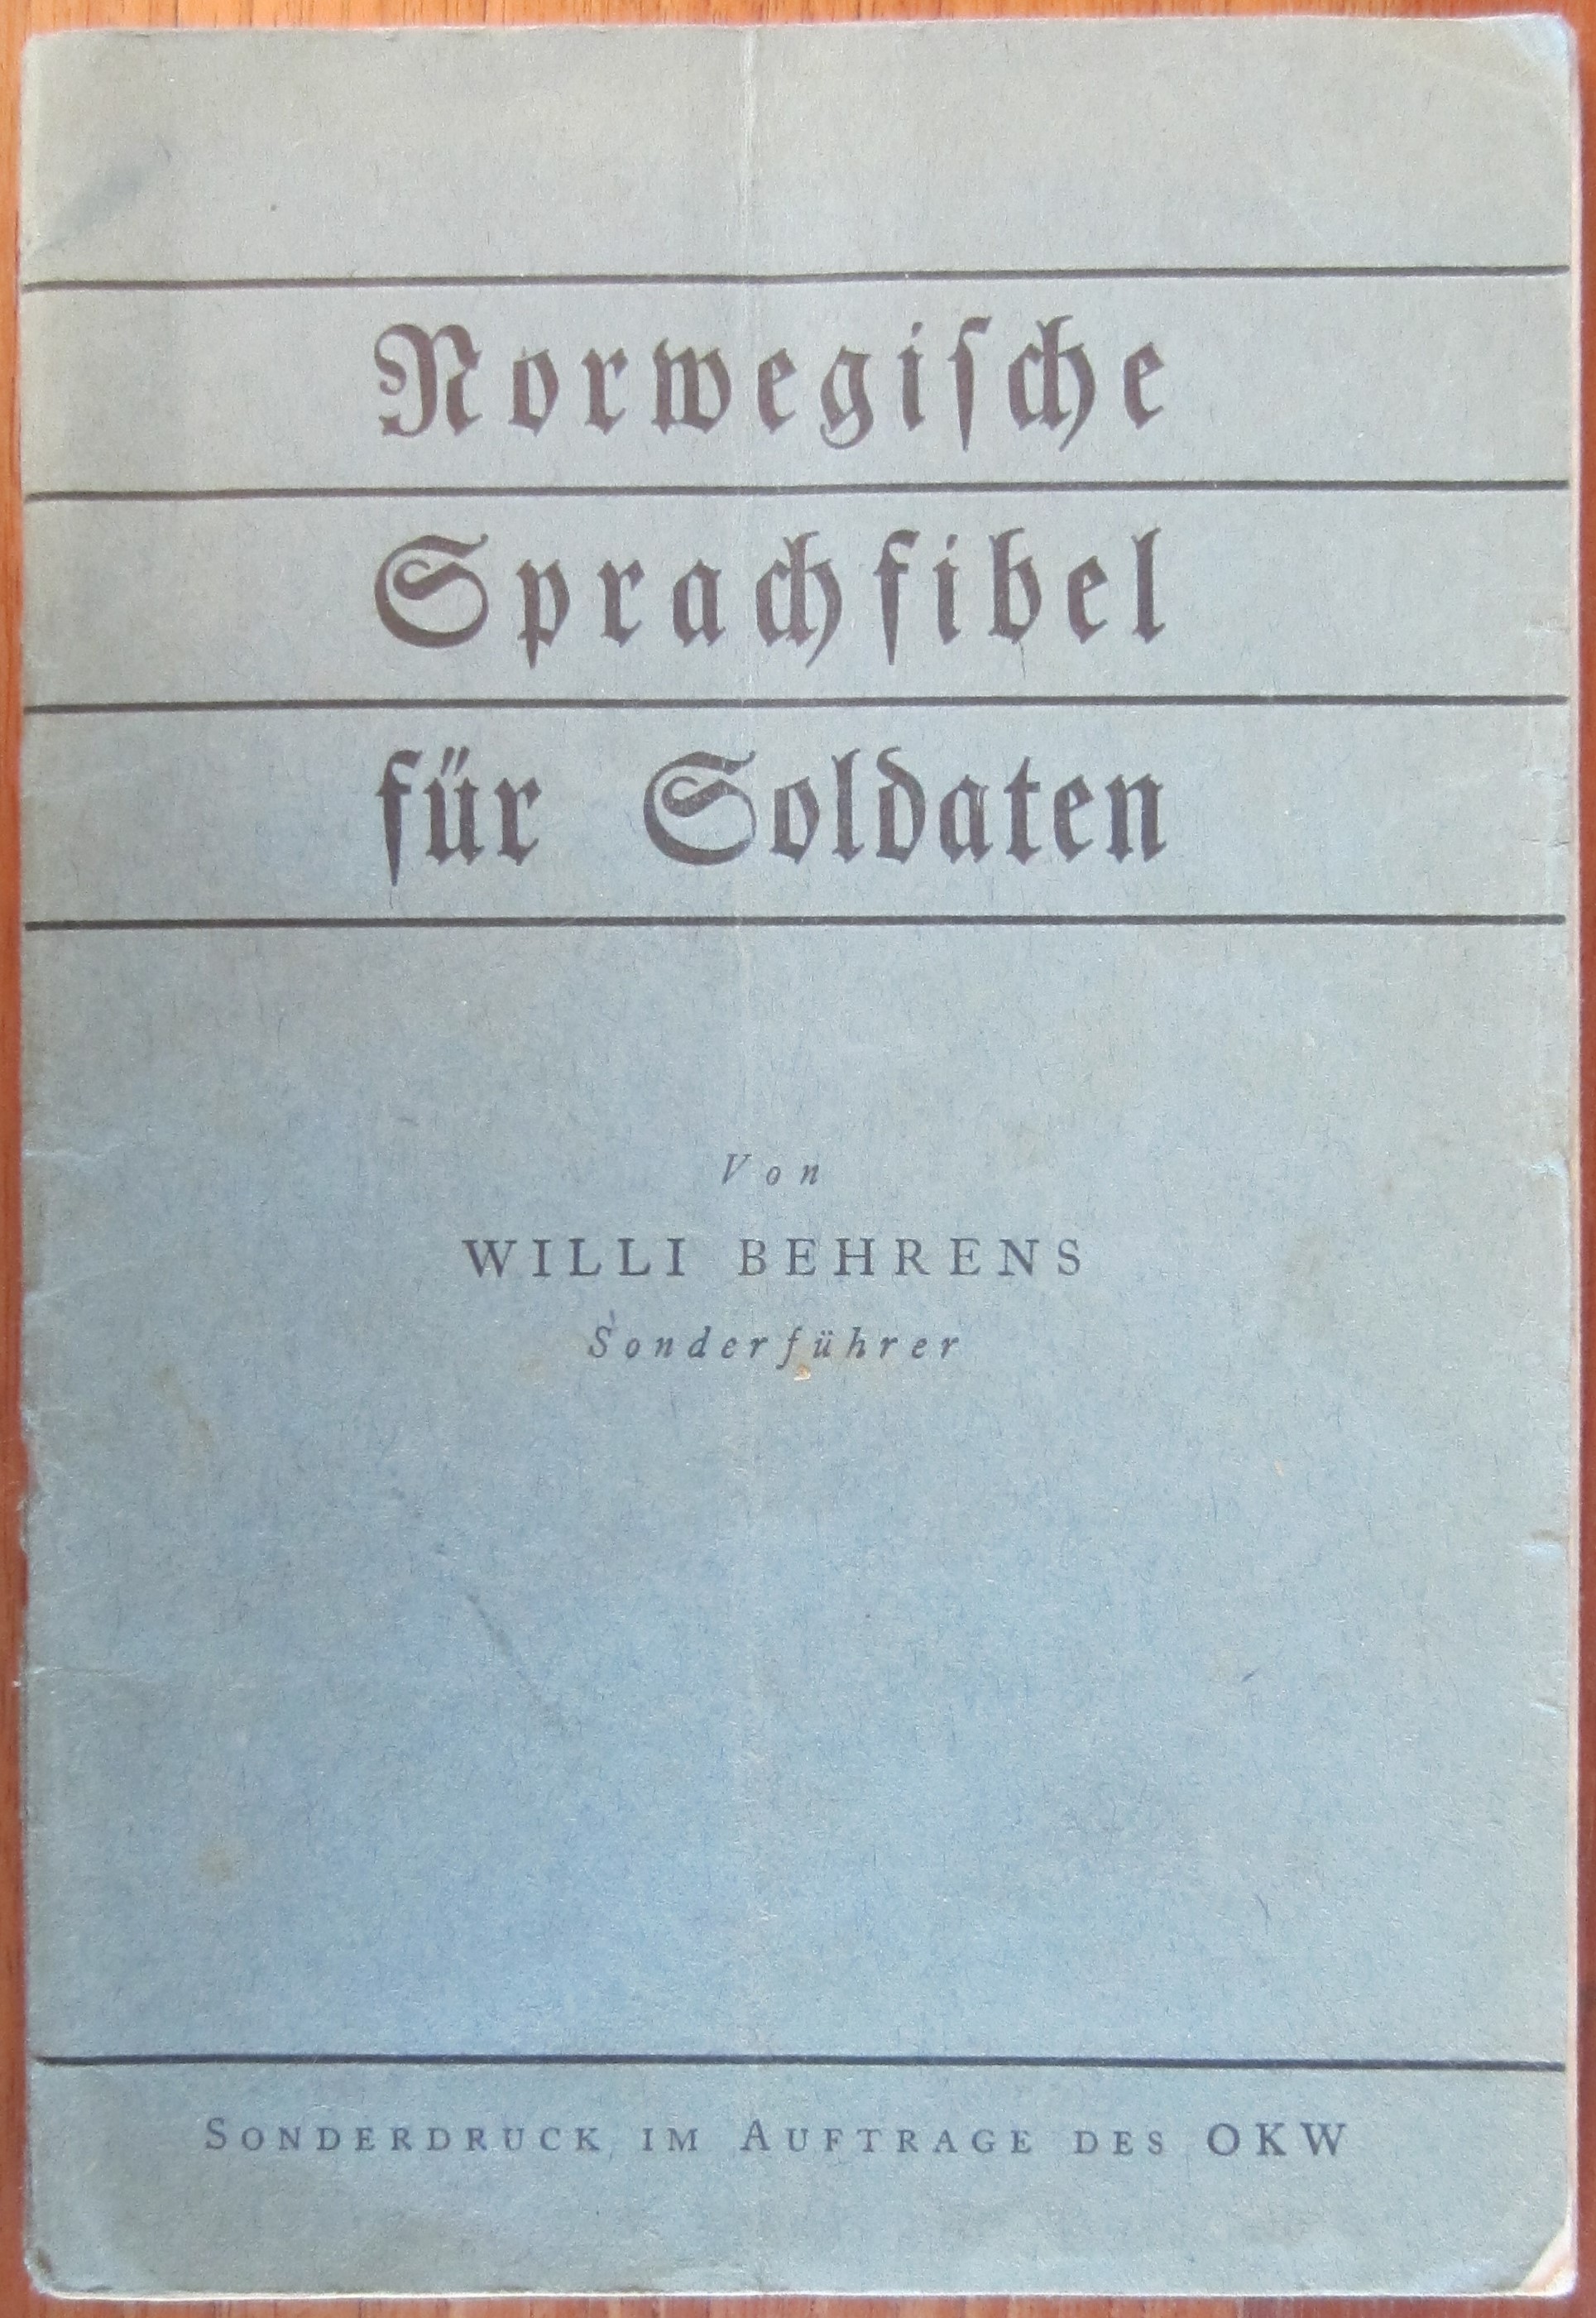 Norwegiſche
Sprachfibel
für Soldaten
Von
WILLI BEHRENS
Sonderführer
SONDERDRUCK IM AUFTRAGE DES OKW